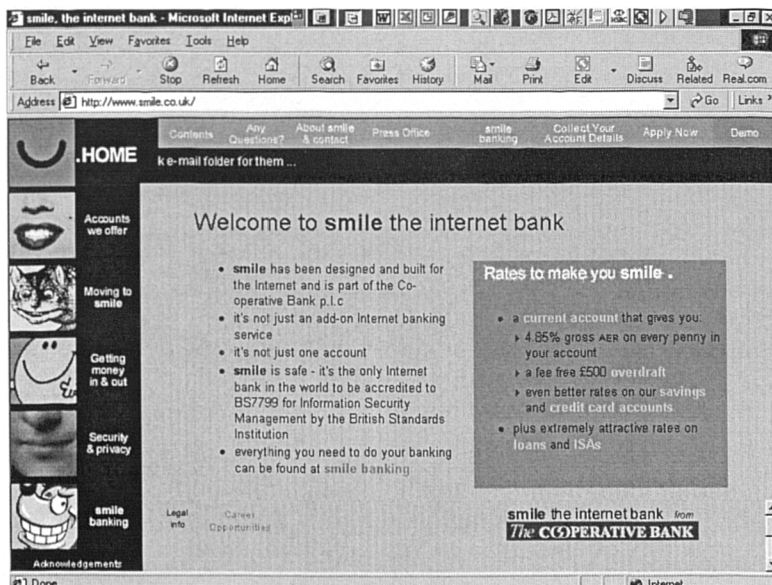 smile, the internet bank - Microsoft Internet Exp
File Edit View Favorites Tools Help
Back Forward Stop Refresh Home Search Favorites History Mail Print Edit Discuss Related Real.com
Address http://www.smile.co.uk/ Go Links »
Contents Any Questions? About smile & contact Press Office smile banking Collect Your Account Details Apply Now Demo
.HOME
k e-mail folder for them ...
Accounts we offer
Moving to smile
Getting money in & out
Security & privacy
smile banking
Acknowledgements
Welcome to smile the internet bank
• smile has been designed and built for
the Internet and is part of the Co-
operative Bank p.l.c
• it's not just an add-on Internet banking
service
• it's not just one account
• smile is safe - it's the only Internet
bank in the world to be accredited to
BS7799 for Information Security
Management by the British Standards
Institution
• everything you need to do your banking
can be found at smile banking
Rates to make you smile .
• a current account that gives you:
4.85% gross AER on every penny in
your account
a fee free £500 overdraft
even better rates on our savings
and credit card accounts
• plus extremely attractive rates on
loans and ISAs
Legal info
Career Opportunities
smile the internet bank from
The COOPERATIVE BANK
Done Internet